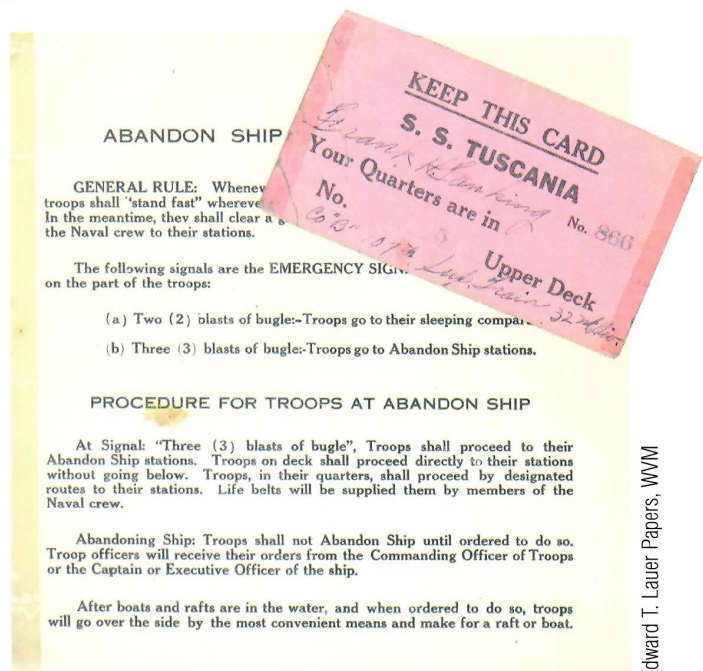 ABANDON SHIP
GENERAL RULE: Whenev
troops shall "stand fast" wherev
In the meantime, they shall clear a g
the Naval crew to their stations.
The following signals are the EMERGENCY SIGN
on the part of the troops:
(a) Two (2) blasts of bugle:-Troops go to their sleeping compar
(b) Three (3) blasts of bugle:-Troops go to Abandon Ship stations.
PROCEDURE FOR TROOPS AT ABANDON SHIP
At Signal: "Three (3) blasts of bugle", Troops shall proceed to their
Abandon Ship stations. Troops on deck shall proceed directly to their stations
without going below. Troops, in their quarters, shall proceed by designated
routes to their stations. Life belts will be supplied them by members of the
Naval crew.
Abandoning Ship: Troops shall not Abandon Ship until ordered to do so.
Troop officers will receive their orders from the Commanding Officer of Troops
or the Captain or Executive Officer of the ship.
After boats and rafts are in the water, and when ordered to do so, troops
will go over the side by the most convenient means and make for a raft or boat.
KEEP THIS CARD
S. S. TUSCANIA
Frank H.
Your Quarters are in No. 866
No. 5 Upper Deck
Co "B" 107th Sup. Train 32nd Div.
dward T. Lauer Papers, WVM